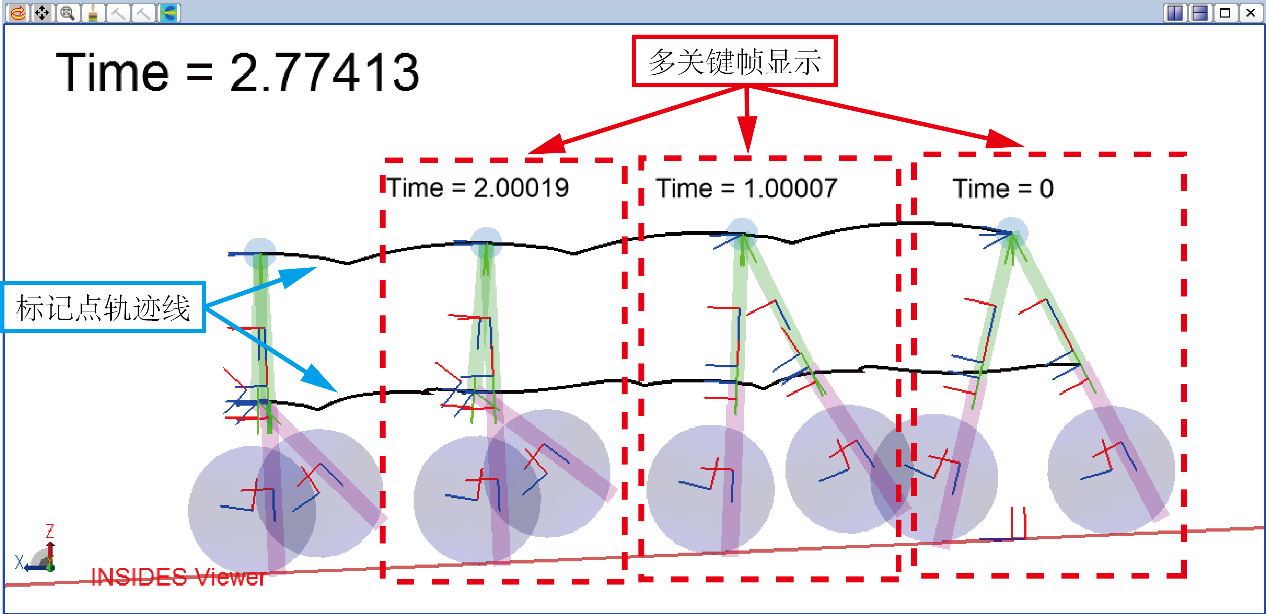 Time = 2.77413
多关键帧显示
Time = 2.00019
Time = 1.00007
Time = 0
标记点轨迹线
Z
X
INSIDES Viewer